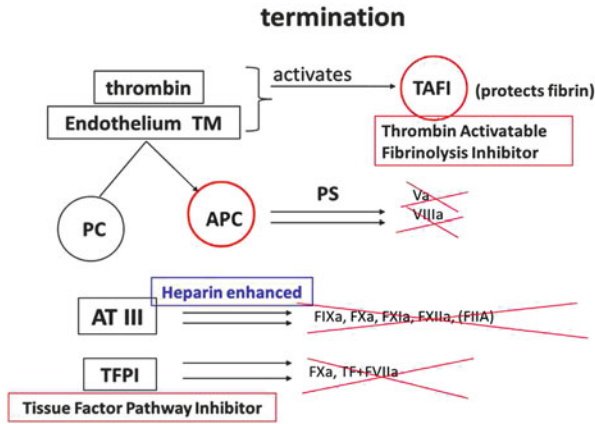 termination
thrombin
Endothelium TM
activates
TAFI
(protects fibrin)
Thrombin Activatable
Fibrinolysis Inhibitor
PC
APC
PS
Va
VIIIa
Heparin enhanced
AT III
FIXa, FXa, FXIa, FXIIa, (FIIA)
TFPI
FXa, TF+FVIIa
Tissue Factor Pathway Inhibitor